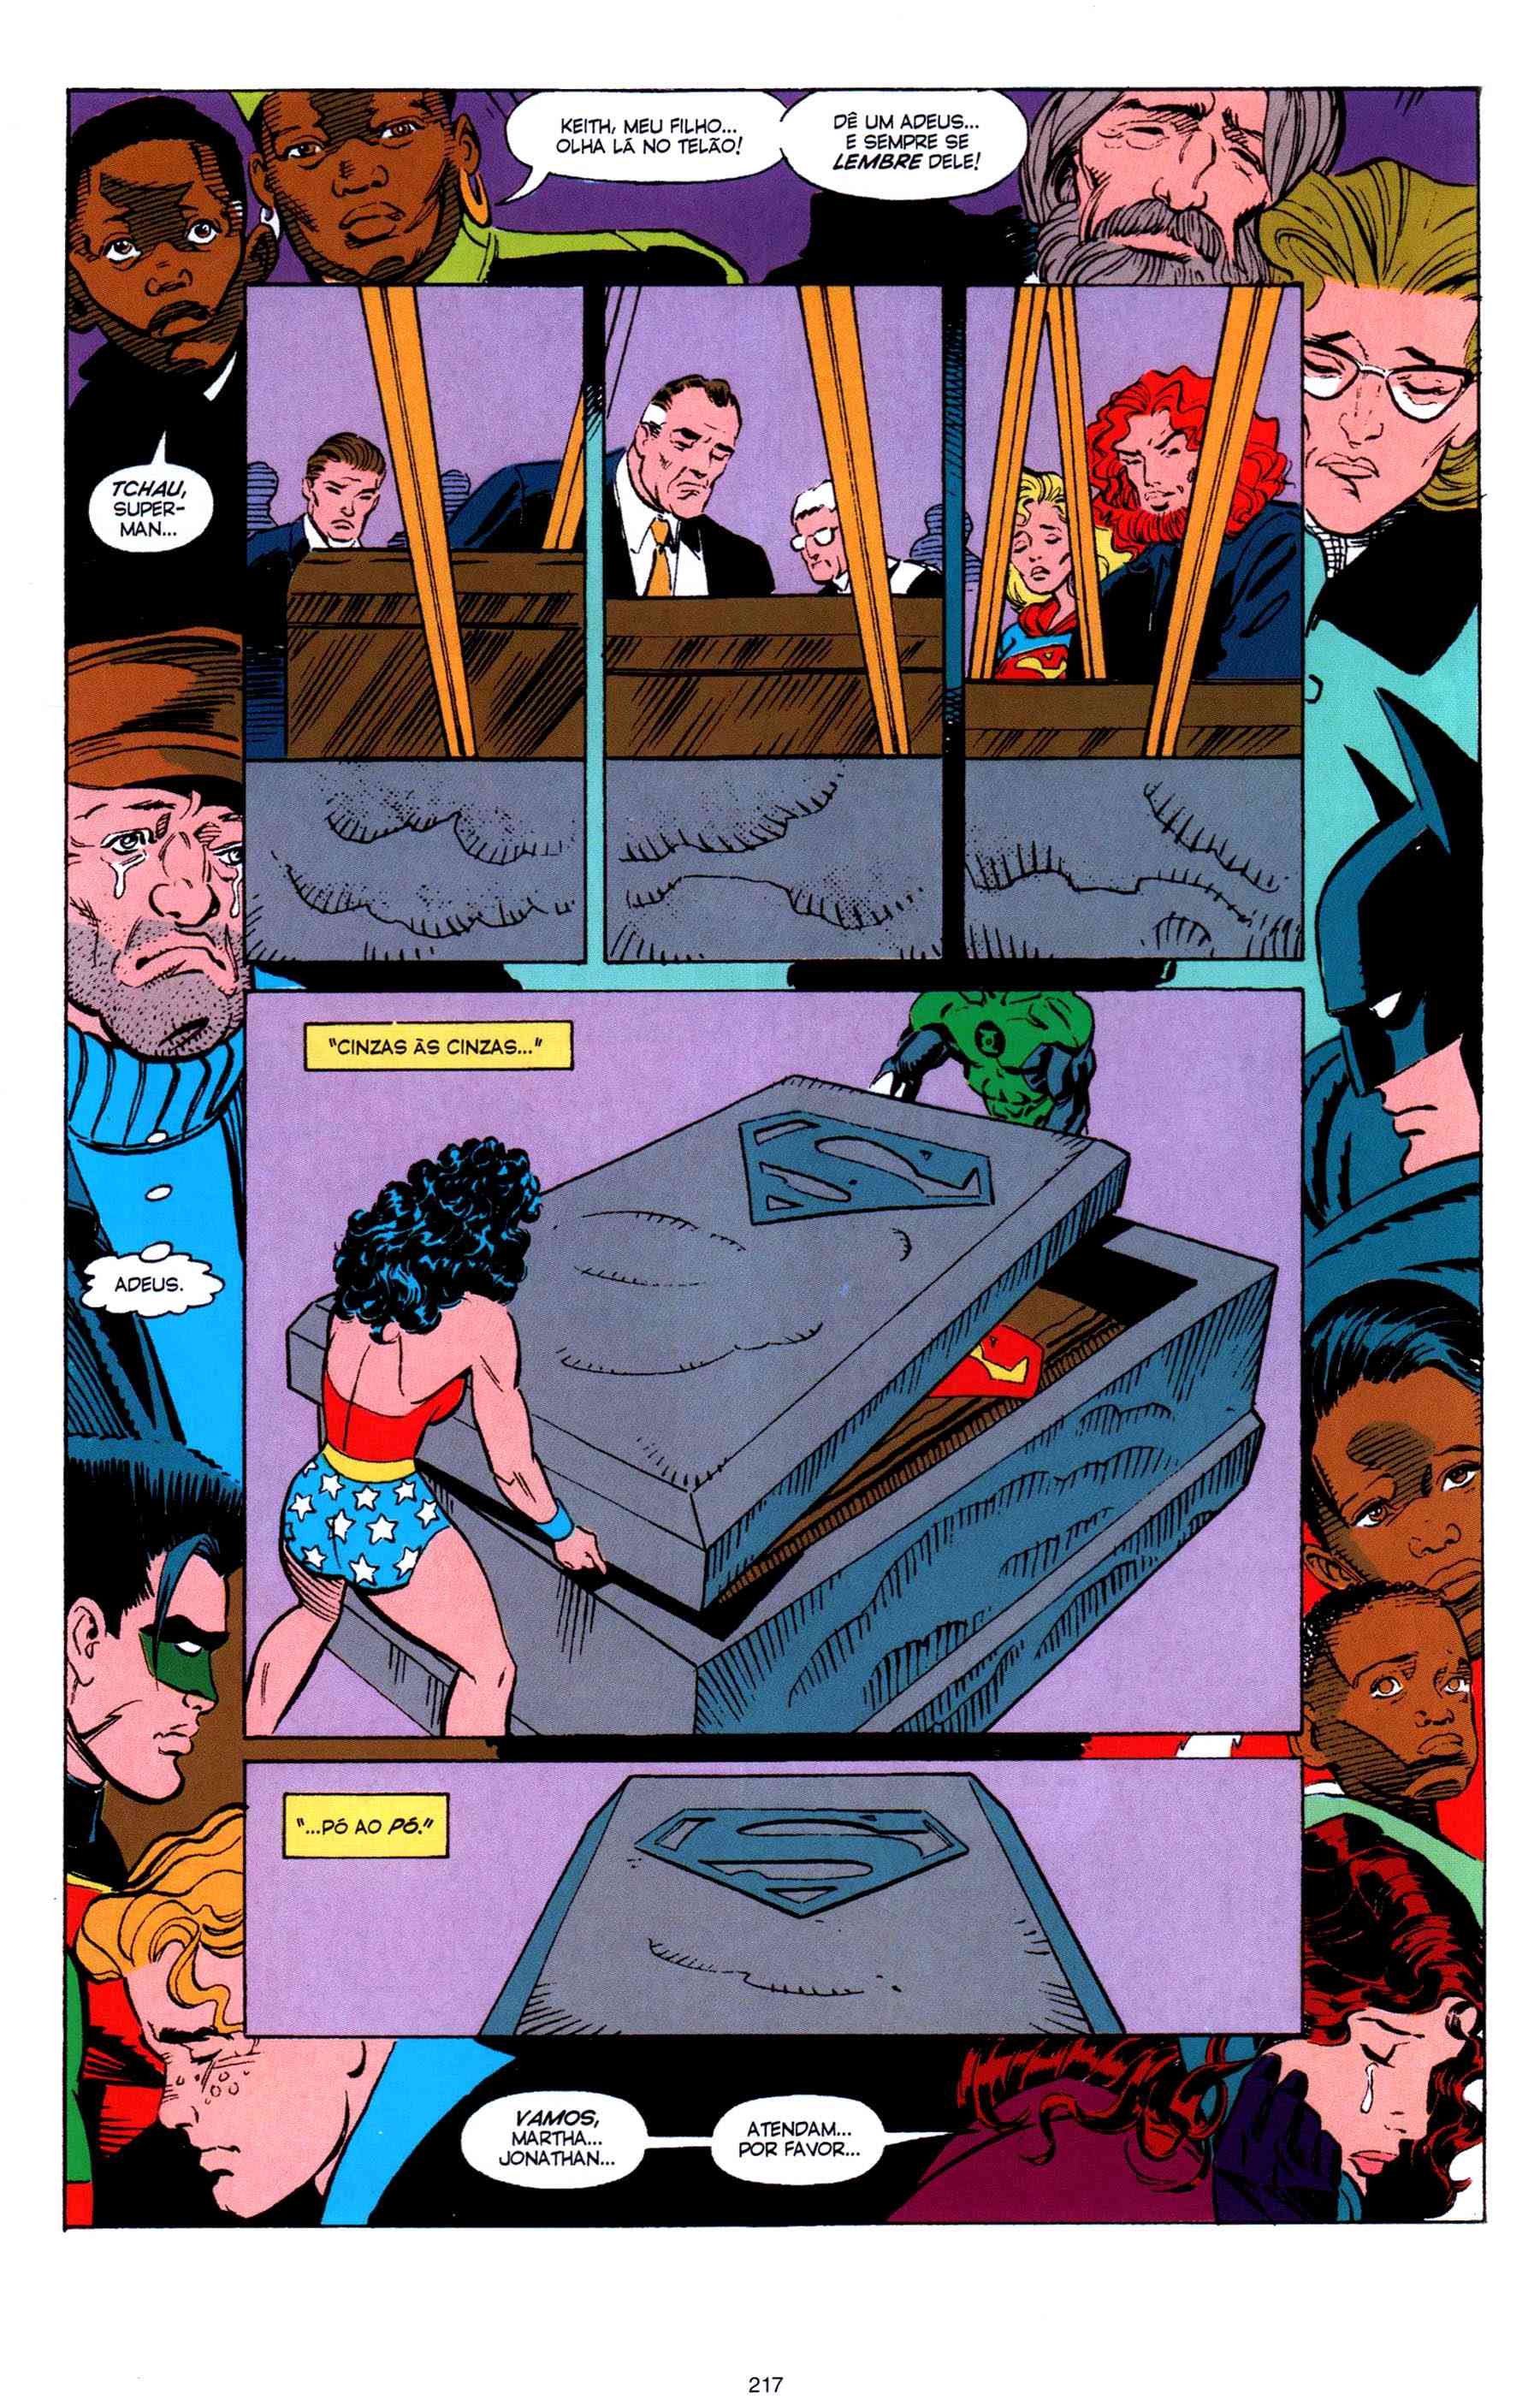 KEITH, MEU FILHO...
OLHA LÁ NO TELÃO!
DÊ UM ADEUS...
E SEMPRE SE
LEMBRE DELE!
TCHAU,
SUPER-
MAN...
"CINZAS ÀS CINZAS..."
ADEUS.
"...PÓ AO PÓ."
VAMOS,
MARTHA...
JONATHAN...
ATENDAM...
POR FAVOR...
217